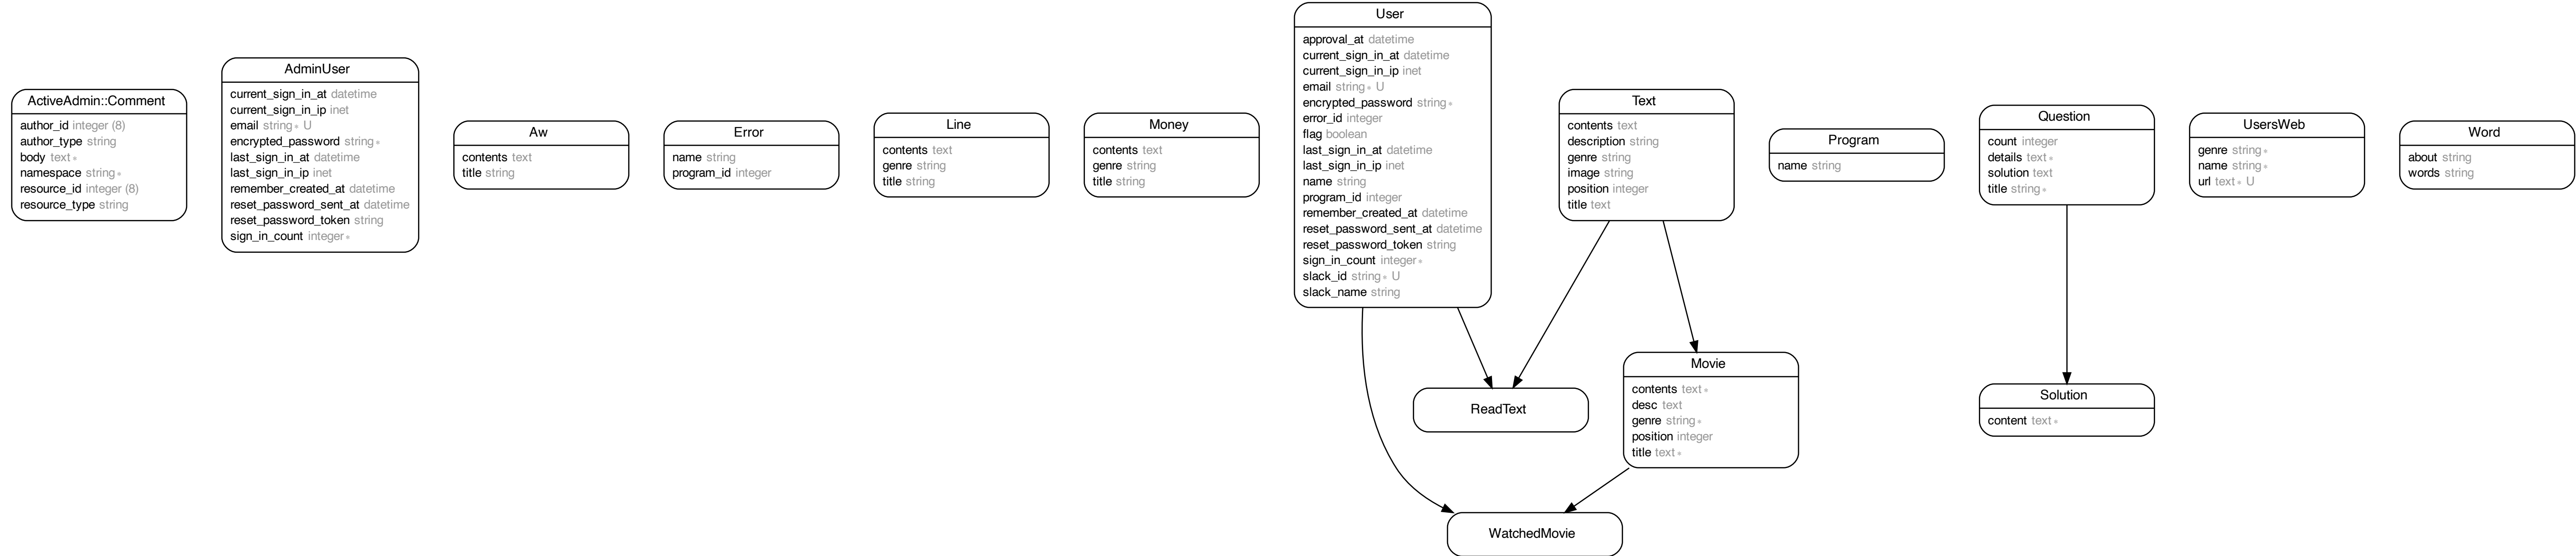 ActiveAdmin::Comment
author_id integer (8)
author_type string
body text *
namespace string *
resource_id integer (8)
resource_type string
AdminUser
current_sign_in_at datetime
current_sign_in_ip inet
email string * U
encrypted_password string *
last_sign_in_at datetime
last_sign_in_ip inet
remember_created_at datetime
reset_password_sent_at datetime
reset_password_token string
sign_in_count integer *
Aw
contents text
title string
Error
name string
program_id integer
Line
contents text
genre string
title string
Money
contents text
genre string
title string
User
approval_at datetime
current_sign_in_at datetime
current_sign_in_ip inet
email string * U
encrypted_password string *
error_id integer
flag boolean
last_sign_in_at datetime
last_sign_in_ip inet
name string
program_id integer
remember_created_at datetime
reset_password_sent_at datetime
reset_password_token string
sign_in_count integer *
slack_id string * U
slack_name string
Text
contents text
description string
genre string
image string
position integer
title text
Program
name string
Question
count integer
details text *
solution text
title string *
UsersWeb
genre string *
name string *
url text * U
Word
about string
words string
Movie
contents text *
desc text
genre string *
position integer
title text *
ReadText
Solution
content text *
WatchedMovie